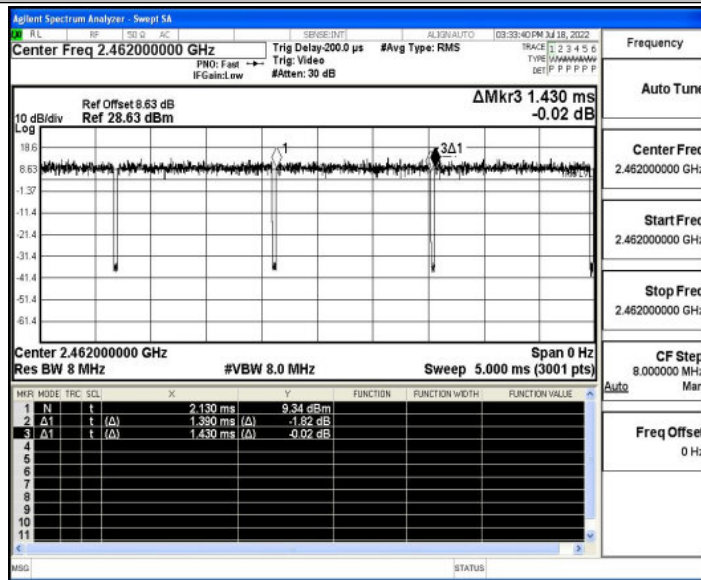 Agilent Spectrum Analyzer - Swept SA
RL RF 50 Ω AC SENSE:INT ALIGN AUTO 03:33:40 PM Jul 18, 2022
Center Freq 2.462000000 GHz
PNO: Fast
IFGain:Low
Trig Delay-200.0 µs
Trig: Video
#Atten: 30 dB
#Avg Type: RMS
TRACE 1 2 3 4 5 6
TYPE
DET P P P P P P
Ref Offset 8.63 dB
Ref 28.63 dBm
10 dB/div
Log
ΔMkr3 1.430 ms
-0.02 dB
18.6
8.63
-1.37
-11.4
-21.4
-31.4
-41.4
-51.4
-61.4
1
3Δ1
Center 2.462000000 GHz
Span 0 Hz
Res BW 8 MHz
#VBW 8.0 MHz
Sweep 5.000 ms (3001 pts)
MKR MODE TRC SCL X Y FUNCTION FUNCTION WIDTH FUNCTION VALUE
1 N t 2.130 ms 9.34 dBm
2 Δ1 t (Δ) 1.390 ms (Δ) -1.82 dB
3 Δ1 t (Δ) 1.430 ms (Δ) -0.02 dB
4
5
6
7
8
9
10
11
MSG
STATUS
Frequency
Auto Tune
Center Freq
2.462000000 GHz
Start Freq
2.462000000 GHz
Stop Freq
2.462000000 GHz
CF Step
8.000000 MHz
Auto Man
Freq Offset
0 Hz